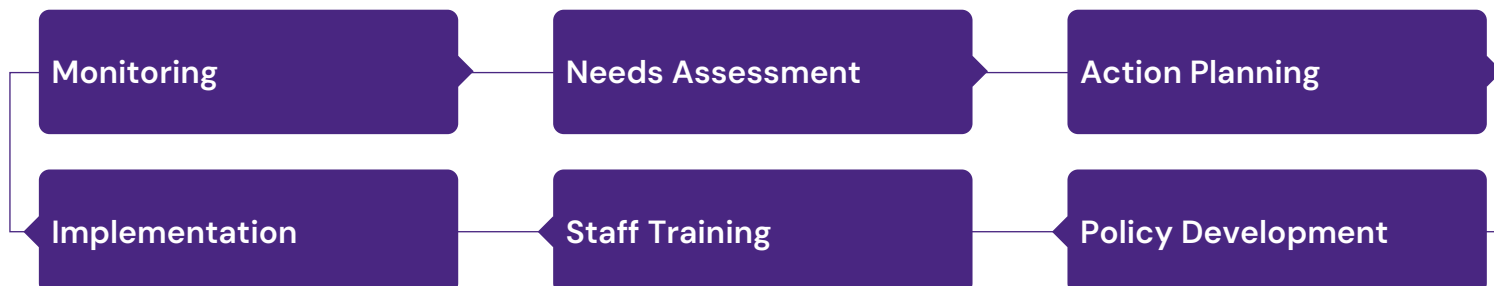 Monitoring
Needs Assessment
Action Planning
Implementation
Staff Training
Policy Development